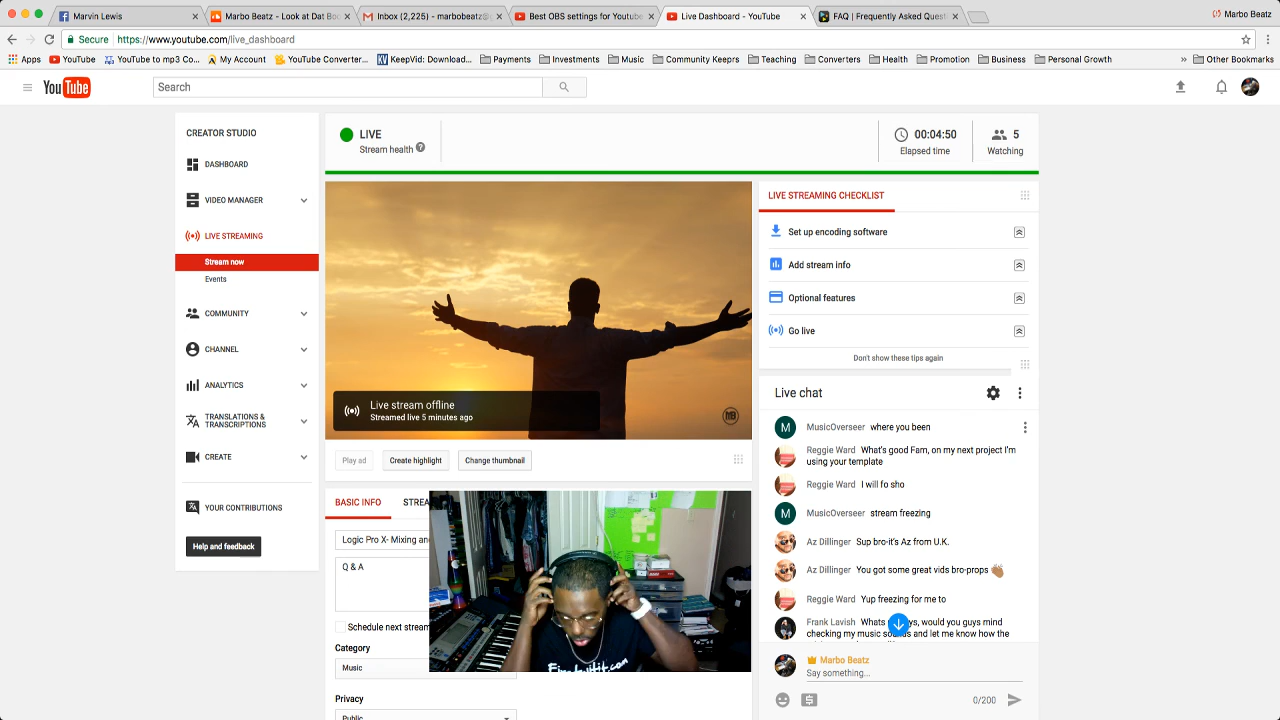 Marvin Lewis
Marbo Beatz - Look at Dat Bo
Inbox (2,225) - marbobeatz@
Best OBS settings for Youtube
Live Dashboard - YouTube
FAQ | Frequently Asked Quest
Marbo Beatz
Secure
https://www.youtube.com/live_dashboard
Apps
YouTube
YouTube to mp3 Co...
My Account
YouTube Converter...
KeepVid: Download...
Payments
Investments
Music
Community Keeprs
Teaching
Converters
Health
Promotion
Business
Personal Growth
»
Other Bookmarks
YouTube
Search
CREATOR STUDIO
DASHBOARD
VIDEO MANAGER
LIVE STREAMING
Stream now
Events
COMMUNITY
CHANNEL
ANALYTICS
TRANSLATIONS &
TRANSCRIPTIONS
CREATE
YOUR CONTRIBUTIONS
Help and feedback
LIVE
Stream health ?
00:04:50
Elapsed time
5
Watching
Live stream offline
Streamed live 5 minutes ago
MB
Play ad
Create highlight
Change thumbnail
BASIC INFO
STREA
Logic Pro X- Mixing an
Q & A
Schedule next strean
Category
Music
Privacy
Public
LIVE STREAMING CHECKLIST
Set up encoding software
Add stream info
Optional features
Go live
Don't show these tips again
Live chat
M
MusicOverseer where you been
Reggie Ward What's good Fam, on my next project I'm
using your template
Reggie Ward I will fo sho
M
MusicOverseer stream freezing
Az Dillinger Sup bro-it's Az from U.K.
Az Dillinger You got some great vids bro-props
Reggie Ward Yup freezing for me to
Frank Lavish Whats ys, would you guys mind
checking my music and let me know how the
Marbo Beatz
Say something...
0/200